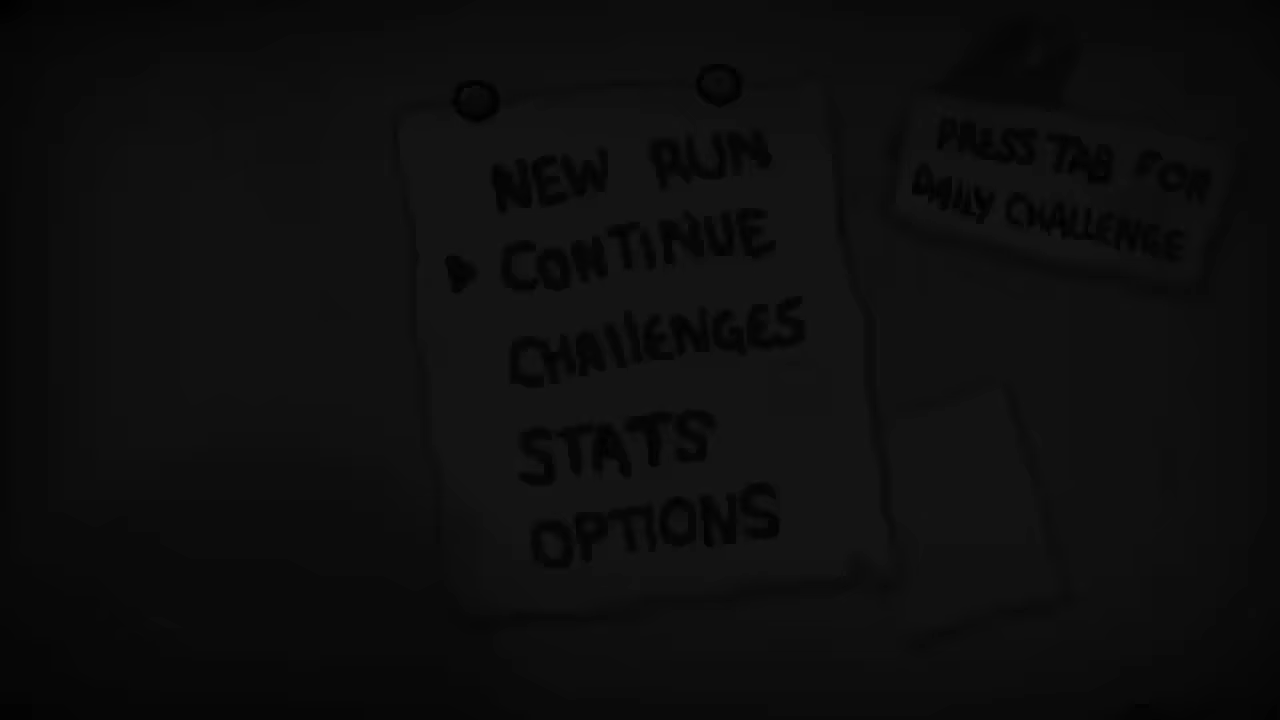 NEW RUN
CONTINUE
CHALLENGES
STATS
OPTIONS
PRESS TAB FOR
DAILY CHALLENGE